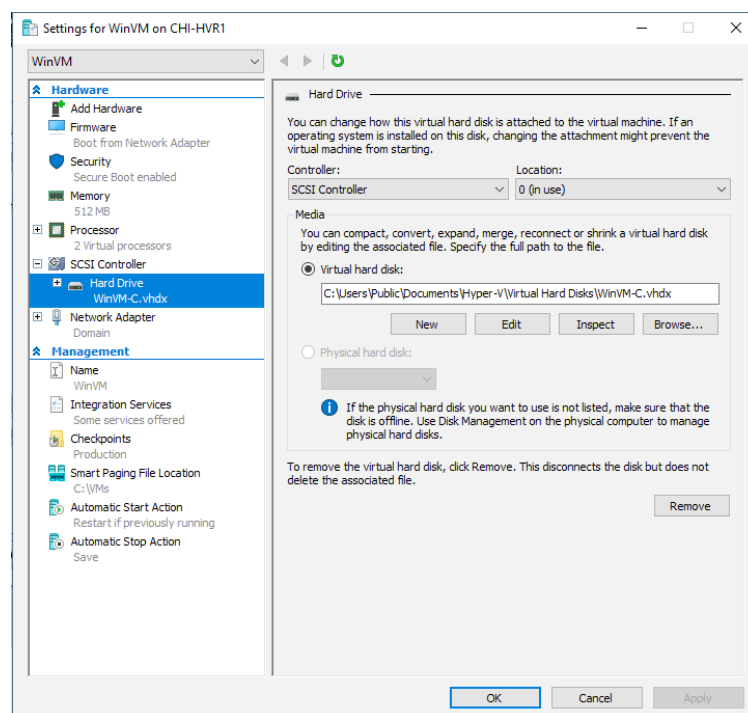 Settings for WinVM on CHI-HVR1
WinVM
Hardware
Add Hardware
Firmware
Boot from Network Adapter
Security
Secure Boot enabled
Memory
512 MB
Processor
2 Virtual processors
SCSI Controller
Hard Drive
WinVM-C.vhdx
Network Adapter
Domain
Management
Name
WinVM
Integration Services
Some services offered
Checkpoints
Production
Smart Paging File Location
C:\VMs
Automatic Start Action
Restart if previously running
Automatic Stop Action
Save
Hard Drive
You can change how this virtual hard disk is attached to the virtual machine. If an
operating system is installed on this disk, changing the attachment might prevent the
virtual machine from starting.
Controller: Location:
SCSI Controller 0 (in use)
Media
You can compact, convert, expand, merge, reconnect or shrink a virtual hard disk
by editing the associated file. Specify the full path to the file.
Virtual hard disk:
C:\Users\Public\Documents\Hyper-V\Virtual Hard Disks\WinVM-C.vhdx
New Edit Inspect Browse...
Physical hard disk:
If the physical hard disk you want to use is not listed, make sure that the
disk is offline. Use Disk Management on the physical computer to manage
physical hard disks.
To remove the virtual hard disk, click Remove. This disconnects the disk but does not
delete the associated file.
Remove
OK Cancel Apply